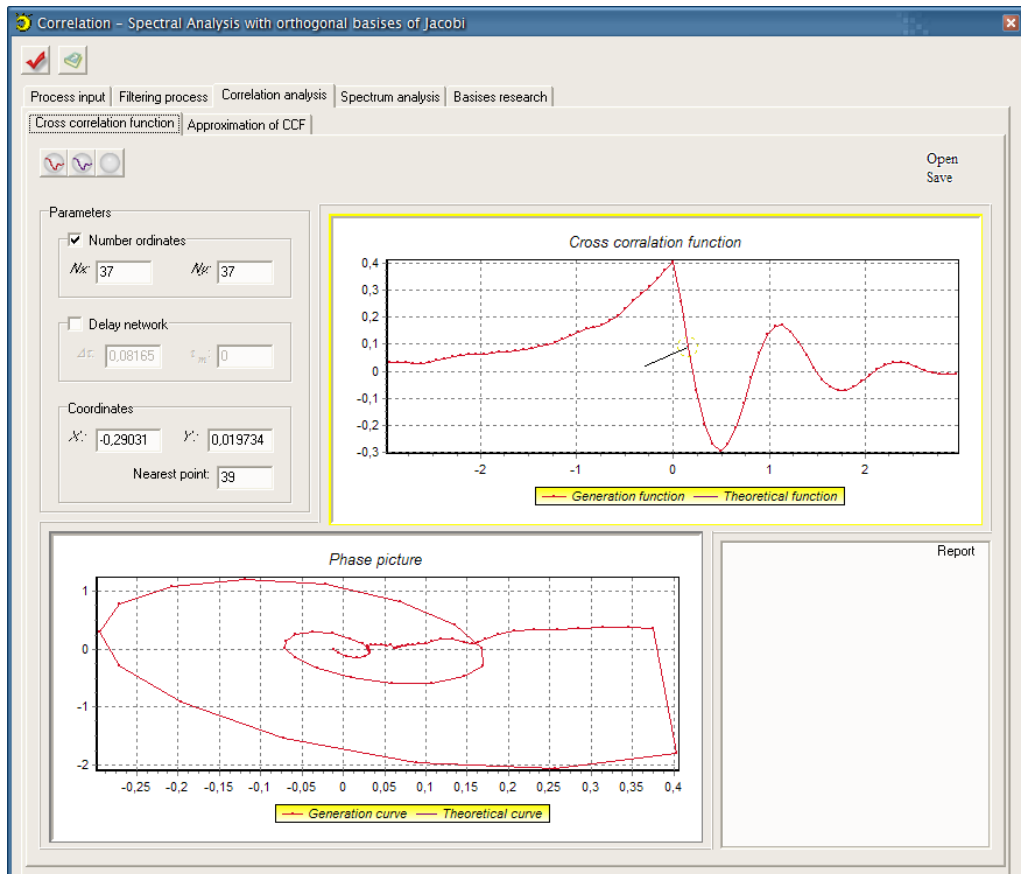 Correlation - Spectral Analysis with orthogonal basises of Jacobi
Process input Filtering process Correlation analysis Spectrum analysis Basises research
Cross correlation function Approximation of CCF
Open
Save
Parameters
Number ordinates
Nx: 37 Ny: 37
Delay network
Δτ: 0,08165 τm: 0
Coordinates
X.: -0,29031 Y.: 0,019734
Nearest point: 39
Cross corralation function
0,4
0,3
0,2
0,1
0
-0,1
-0,2
-0,3
-2 -1 0 1 2
Generation function Theoretical function
Phase picture
1
0
-1
-2
-0,25 -0,2 -0,15 -0,1 -0,05 0 0,05 0,1 0,15 0,2 0,25 0,3 0,35 0,4
Generation curve Theoretical curve
Report